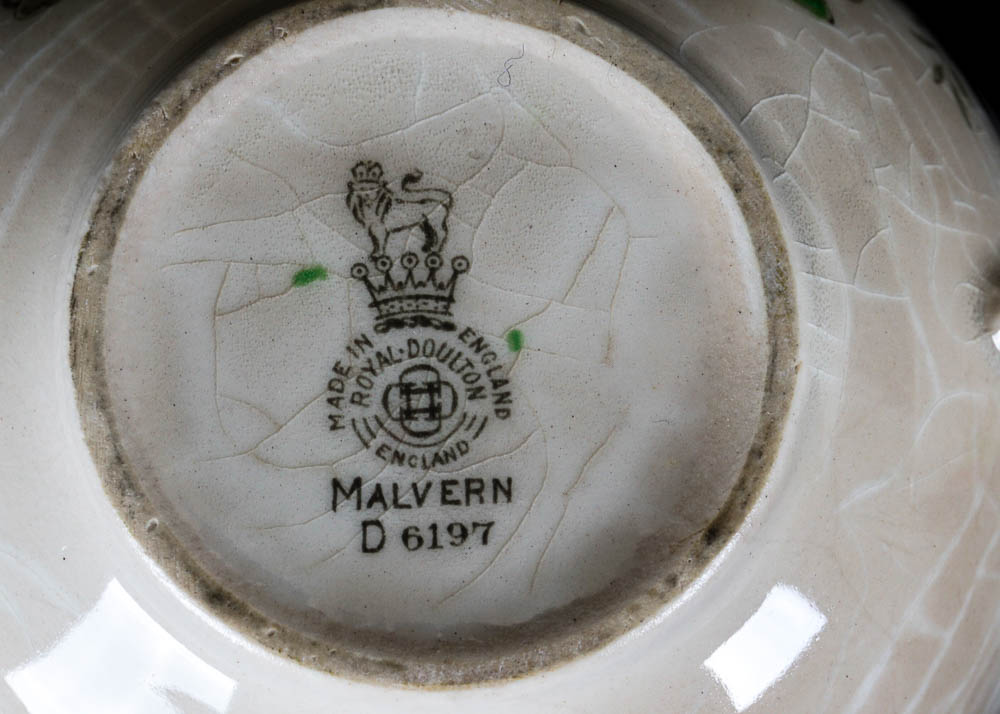 MADE IN ENGLAND
ROYAL·DOULTON
ENGLAND
MALVERN
D 6197